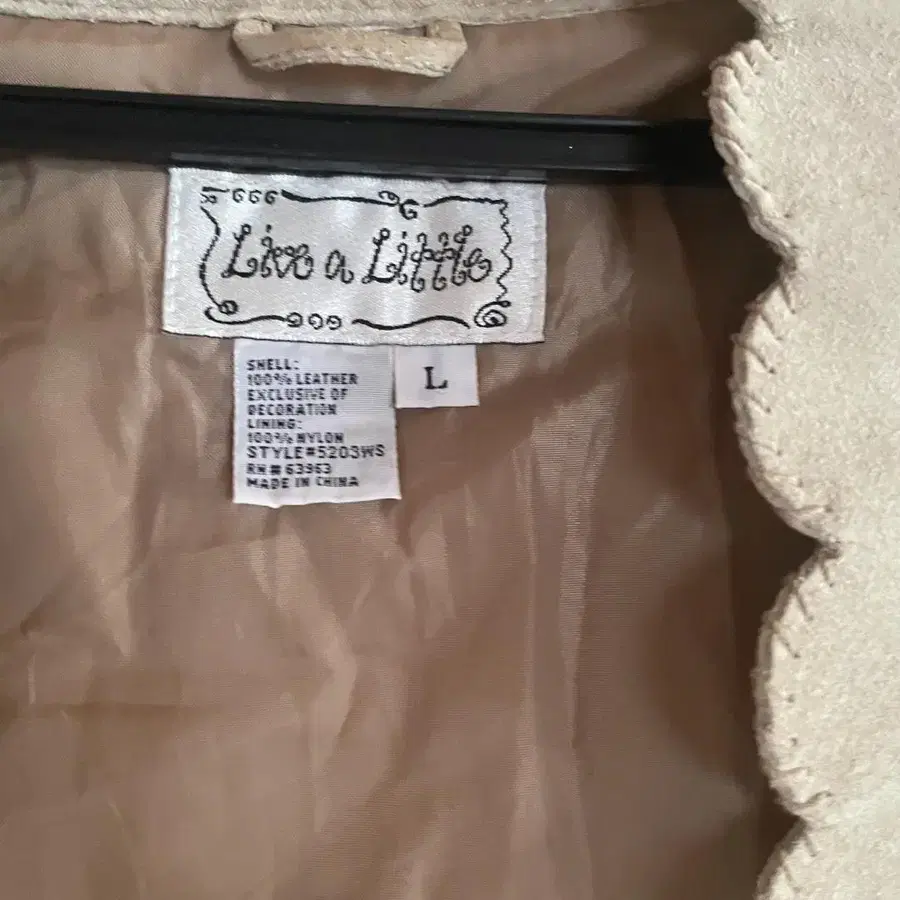 Live a Little
SHELL:
100% LEATHER
EXCLUSIVE OF
DECORATION
LINING:
100% NYLON
STYLE#5203WS
RN# 63963
MADE IN CHINA
L